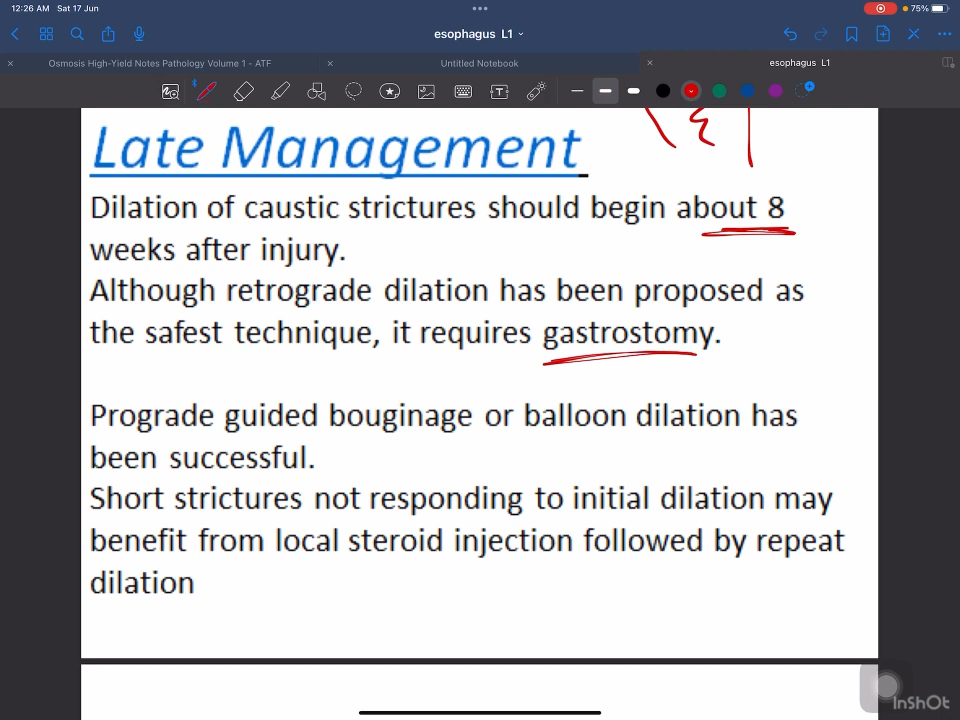 12:26 AM Sat 17 Jun
75%
esophagus L1
Osmosis High-Yield Notes Pathology Volume 1 - ATF
Untitled Notebook
esophagus L1
Late Management
Dilation of caustic strictures should begin about 8
weeks after injury.
Although retrograde dilation has been proposed as
the safest technique, it requires gastrostomy.
Prograde guided bouginage or balloon dilation has
been successful.
Short strictures not responding to initial dilation may
benefit from local steroid injection followed by repeat
dilation
InShOt